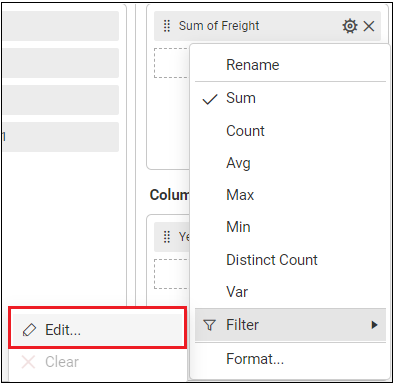 Sum of Freight
Rename
Sum
Count
Avg
Max
Min
Distinct Count
Var
Filter
Format...
1
Colum
Ye
Edit...
Clear